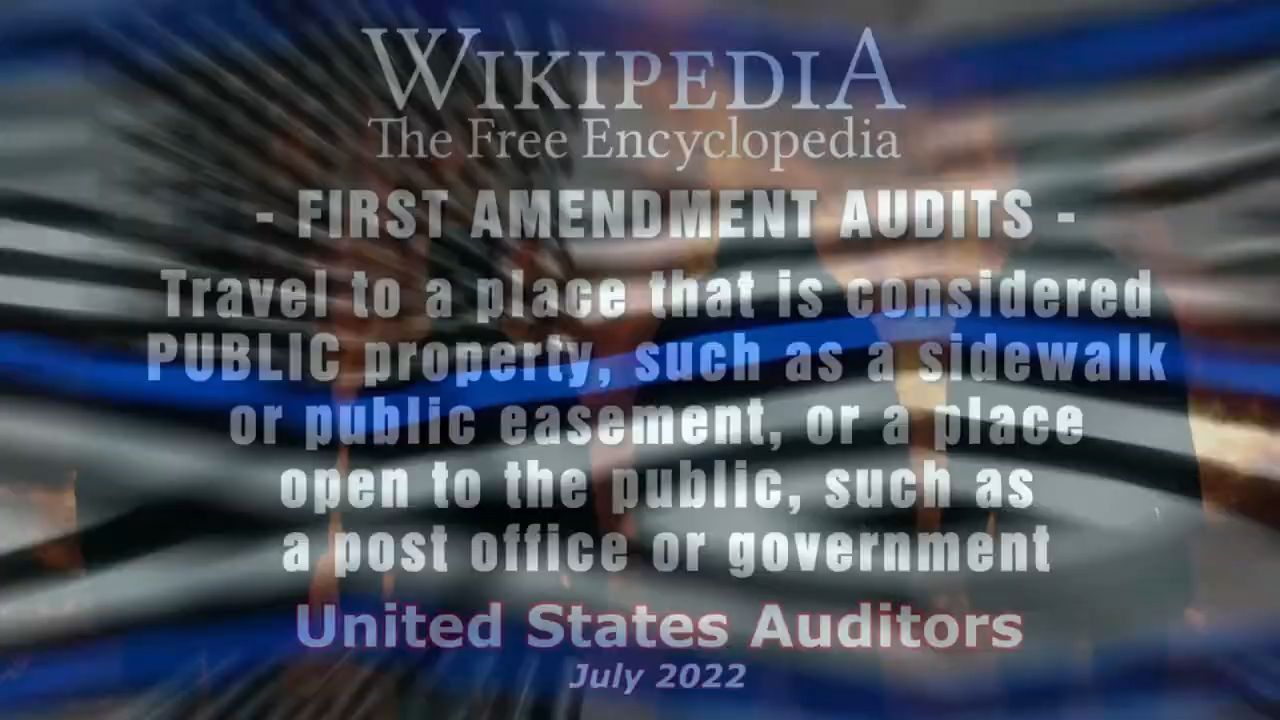 WIKIPEDIA
The Free Encyclopedia
- FIRST AMENDMENT AUDITS -
Travel to a place that is considered
PUBLIC property, such as a sidewalk
or public easement, or a place
open to the public, such as
a post office or government
United States Auditors
July 2022